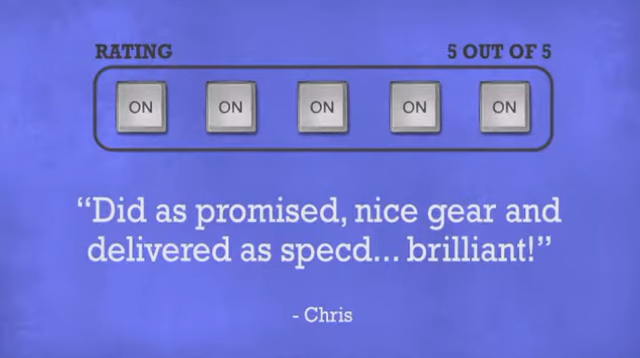 RATING 5 OUT OF 5
ON ON ON ON ON
“Did as promised, nice gear and
delivered as specd... brilliant!”
- Chris